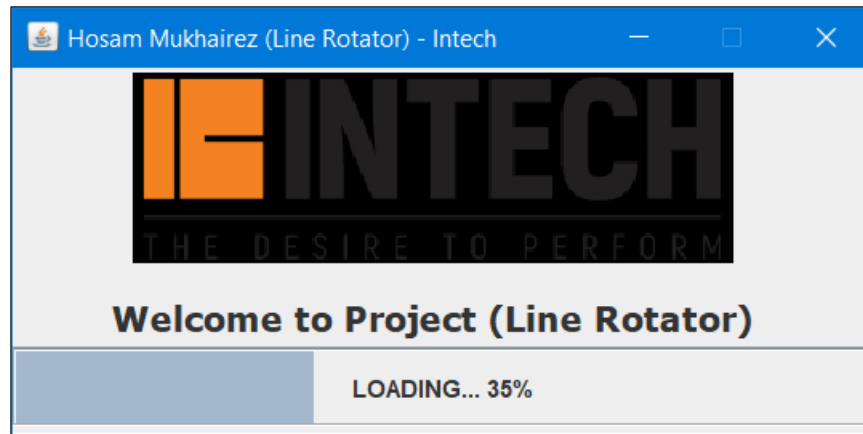 Hosam Mukhairez (Line Rotator) - Intech
INTECH
THE DESIRE TO PERFORM
Welcome to Project (Line Rotator)
LOADING... 35%